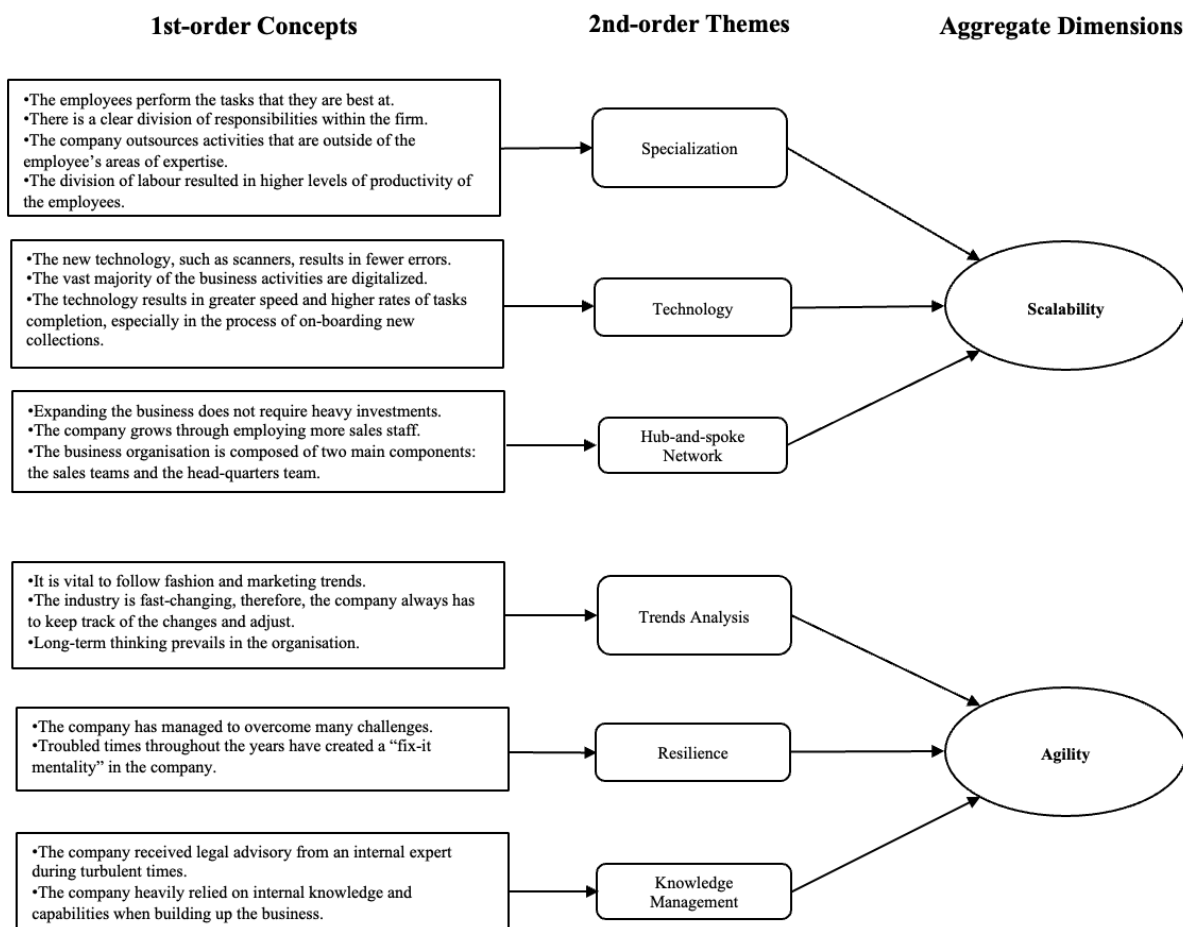 1st-order Concepts
2nd-order Themes
Aggregate Dimensions
•The employees perform the tasks that they are best at.
•There is a clear division of responsibilities within the firm.
•The company outsources activities that are outside of the
employee’s areas of expertise.
•The division of labour resulted in higher levels of productivity of
the employees.
Specialization
•The new technology, such as scanners, results in fewer errors.
•The vast majority of the business activities are digitalized.
•The technology results in greater speed and higher rates of tasks
completion, especially in the process of on-boarding new
collections.
Technology
Scalability
•Expanding the business does not require heavy investments.
•The company grows through employing more sales staff.
•The business organisation is composed of two main components:
the sales teams and the head-quarters team.
Hub-and-spoke
Network
•It is vital to follow fashion and marketing trends.
•The industry is fast-changing, therefore, the company always has
to keep track of the changes and adjust.
•Long-term thinking prevails in the organisation.
Trends Analysis
•The company has managed to overcome many challenges.
•Troubled times throughout the years have created a “fix-it
mentality” in the company.
Resilience
Agility
•The company received legal advisory from an internal expert
during turbulent times.
•The company heavily relied on internal knowledge and
capabilities when building up the business.
Knowledge
Management